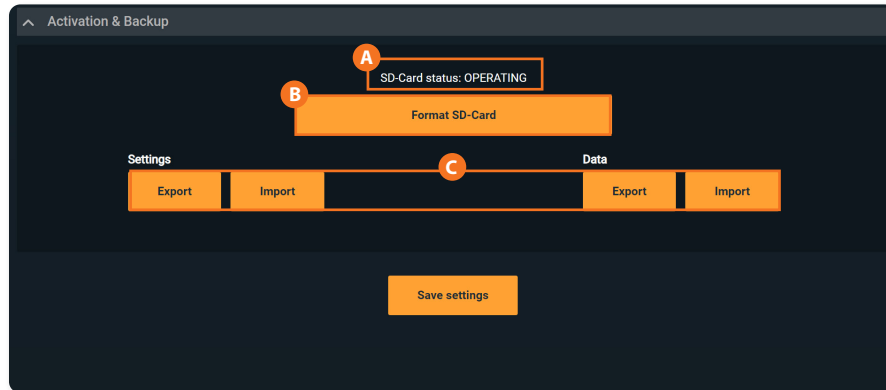 Activation & Backup
A
SD-Card status: OPERATING
B
Format SD-Card
Settings
Data
C
Export Import Export Import
Save settings